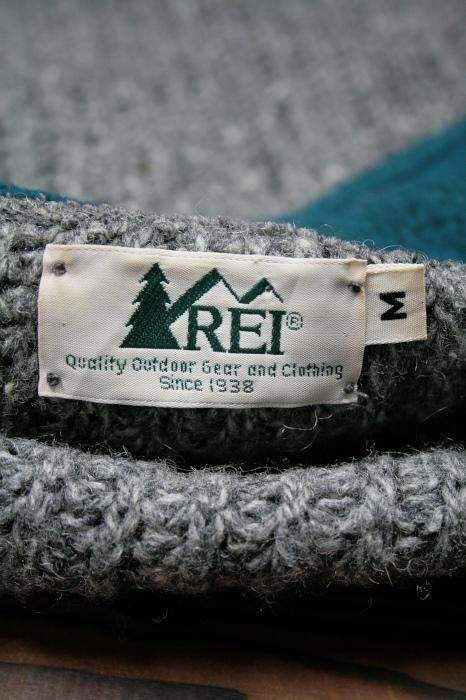 REI®
M
Quality Outdoor Gear and Clothing
Since 1938